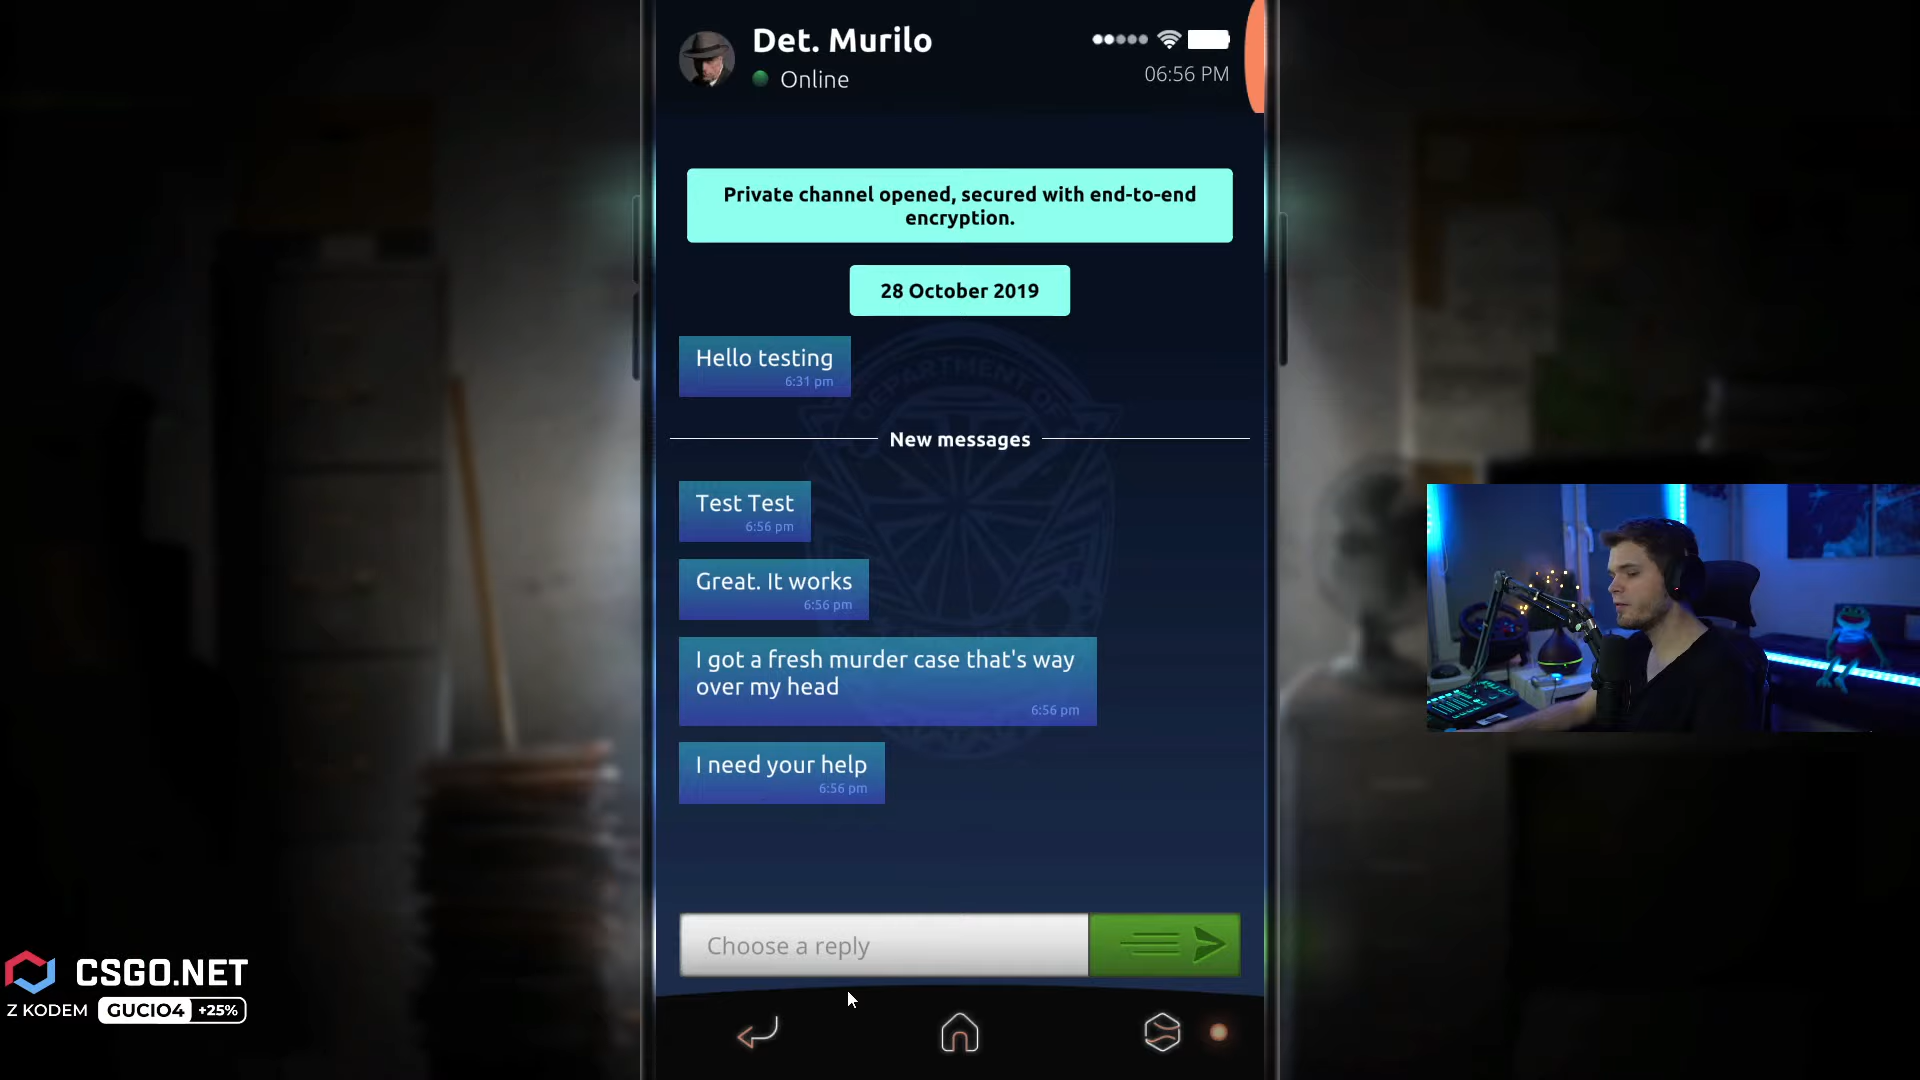 Det. Murilo
Online
06:56 PM
Private channel opened, secured with end-to-end
encryption.
28 October 2019
Hello testing
6:31 pm
DEPARTMENT OF
New messages
Test Test
6:56 pm
Great. It works
6:56 pm
I got a fresh murder case that's way
over my head
6:56 pm
I need your help
6:56 pm
Choose a reply
CSGO.NET
Z KODEM GUCIO4 +25%